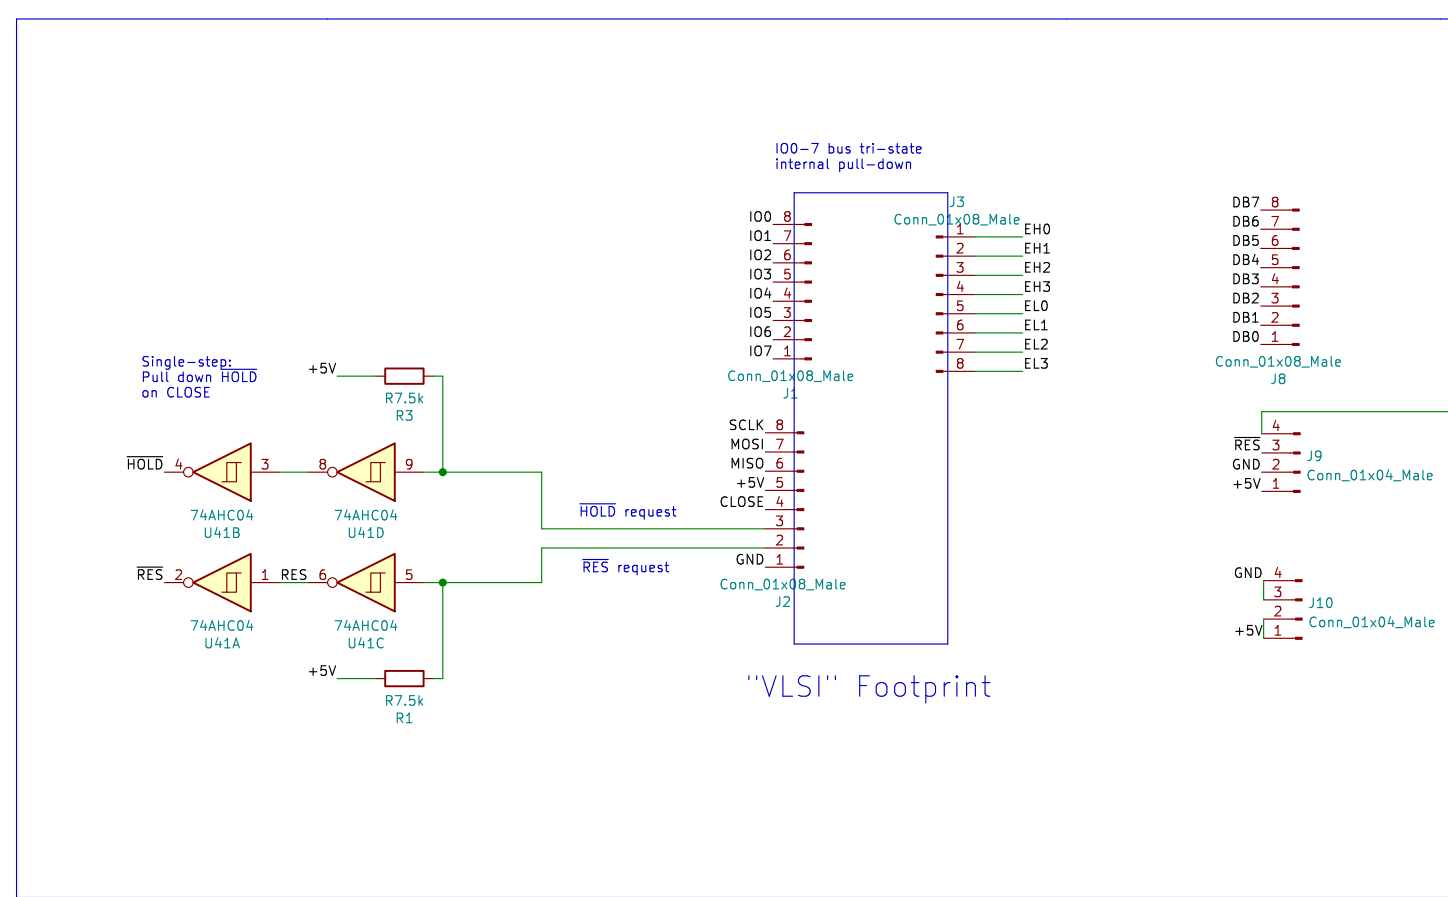 IO0-7 bus tri-state
internal pull-down
J3
Conn_01x08_Male
IO0 8
IO1 7
IO2 6
IO3 5
IO4 4
IO5 3
IO6 2
IO7 1
Conn_01x08_Male
J1
1 EH0
2 EH1
3 EH2
4 EH3
5 EL0
6 EL1
7 EL2
8 EL3
DB7 8
DB6 7
DB5 6
DB4 5
DB3 4
DB2 3
DB1 2
DB0 1
Conn_01x08_Male
J8
Single-step:
Pull down H̅O̅L̅D̅
on CLOSE
+5V
R7.5k
R3
H̅O̅L̅D̅ 4
3
8
9
74AHC04
U41B
74AHC04
U41D
R̅E̅S̅ 2
1
RES 6
5
74AHC04
U41A
74AHC04
U41C
+5V
R7.5k
R1
H̅O̅L̅D̅ request
R̅E̅S̅ request
SCLK 8
MOSI 7
MISO 6
+5V 5
CLOSE 4
3
2
GND 1
Conn_01x08_Male
J2
4
R̅E̅S̅ 3
GND 2
+5V 1
J9
Conn_01x04_Male
GND 4
3
2
+5V 1
J10
Conn_01x04_Male
"VLSI" Footprint